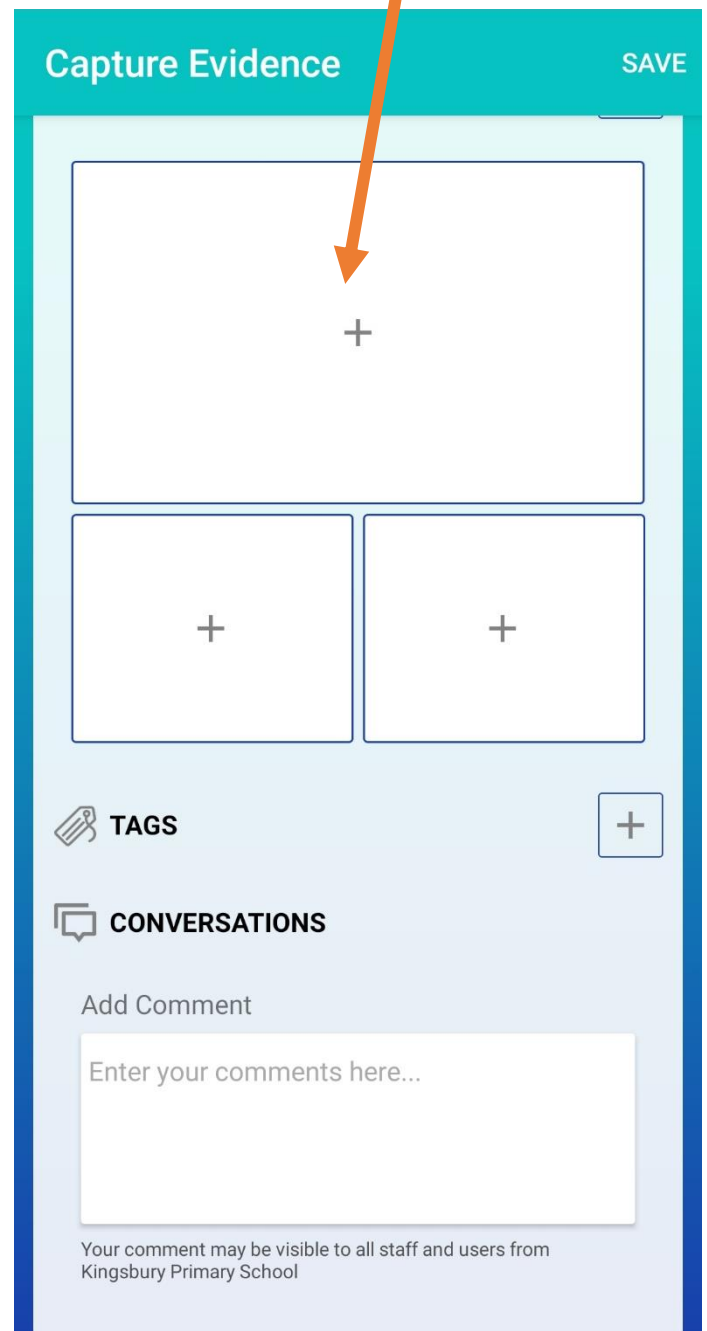 Capture Evidence SAVE
+
+ +
TAGS +
CONVERSATIONS
Add Comment
Enter your comments here...
Your comment may be visible to all staff and users from
Kingsbury Primary School